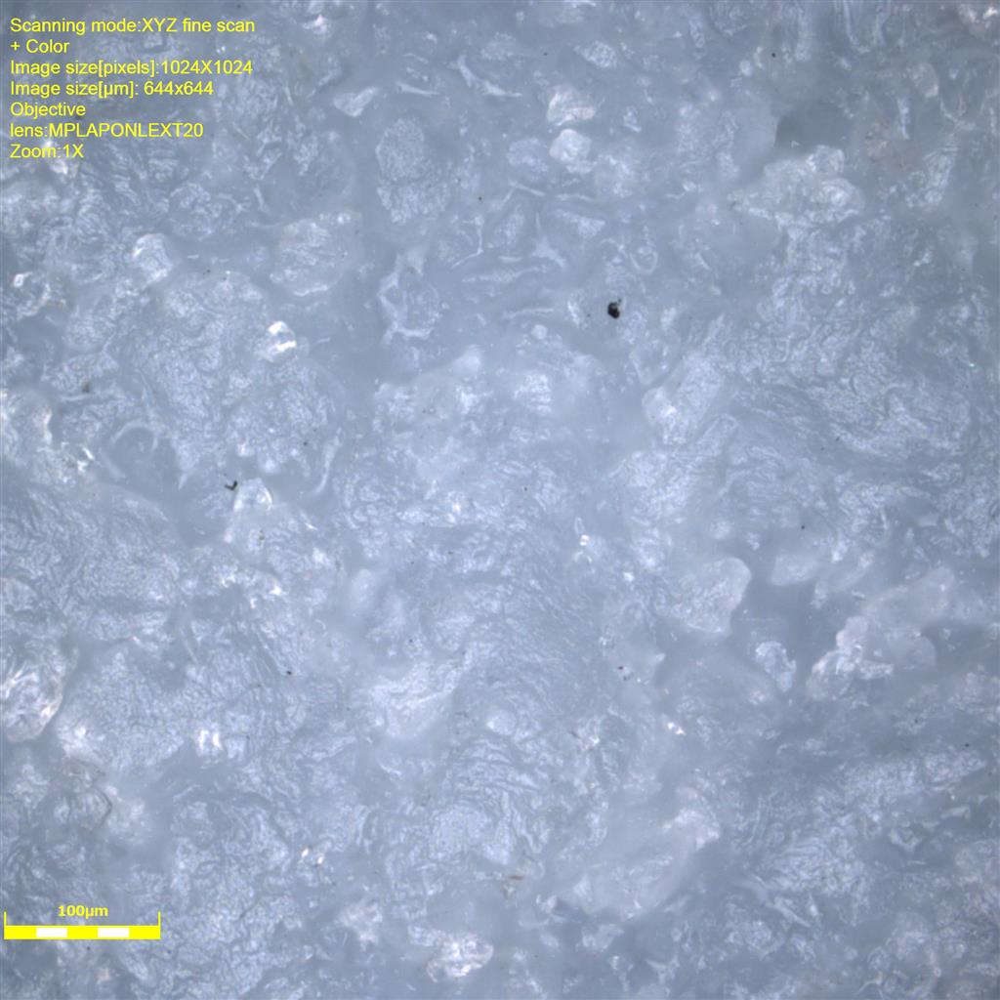 Scanning mode:XYZ fine scan
+ Color
Image size[pixels]:1024X1024
Image size[µm]: 644x644
Objective
lens:MPLAPONLEXT20
Zoom:1X
100µm